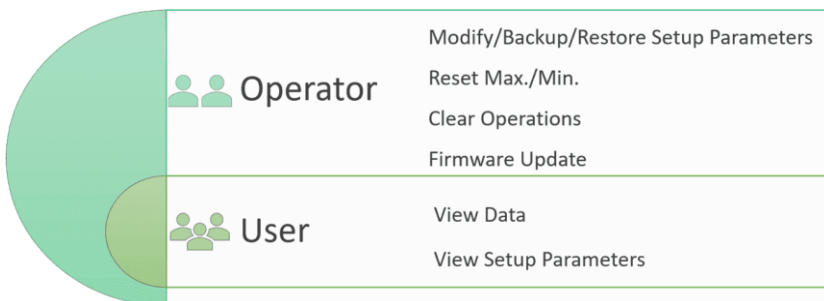 Operator
Modify/Backup/Restore Setup Parameters
Reset Max./Min.
Clear Operations
Firmware Update
User
View Data
View Setup Parameters